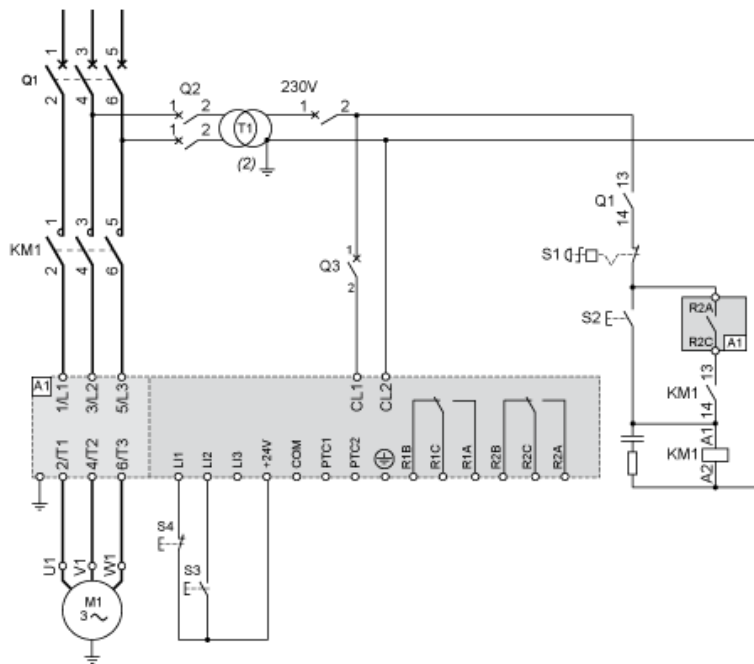 1 3 5
Q1
2 4 6
Q2
1 2
1 2
T1
(2)
230V
1 2
13
Q1
14
1 3 5
KM1
2 4 6
1
Q3
2
S1
S2
R2A
R2C
A1
13
KM1
14
A1
KM1
A2
A1
1/L1 3/L2 5/L3
CL1 CL2
2/T1 4/T2 6/T3
LI1 LI2 LI3 +24V COM PTC1 PTC2 R1B R1C R1A R2B R2C R2A
S4
S3
U1 V1 W1
M1
3 ~